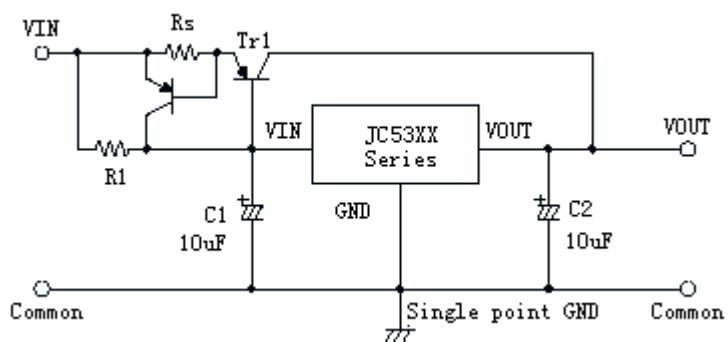 VIN
Rs
Tr1
VIN
JC53XX
Series
VOUT
VOUT
R1
C1
10uF
GND
C2
10uF
Common
Single point GND
Common